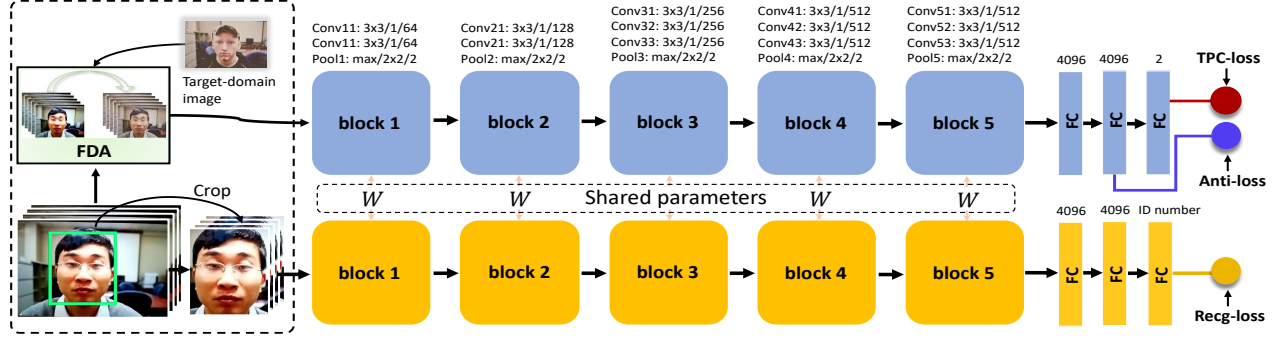 Target-domain
image
FDA
Crop
Conv11: 3x3/1/64
Conv11: 3x3/1/64
Pool1: max/2x2/2
Conv21: 3x3/1/128
Conv21: 3x3/1/128
Pool2: max/2x2/2
Conv31: 3x3/1/256
Conv32: 3x3/1/256
Conv33: 3x3/1/256
Pool3: max/2x2/2
Conv41: 3x3/1/512
Conv42: 3x3/1/512
Conv43: 3x3/1/512
Pool4: max/2x2/2
Conv51: 3x3/1/512
Conv52: 3x3/1/512
Conv53: 3x3/1/512
Pool5: max/2x2/2
block 1
block 2
block 3
block 4
block 5
4096
4096
2
FC
FC
FC
TPC-loss
Anti-loss
W
W
Shared parameters
W
W
block 1
block 2
block 3
block 4
block 5
4096
4096
ID number
FC
FC
FC
Recg-loss